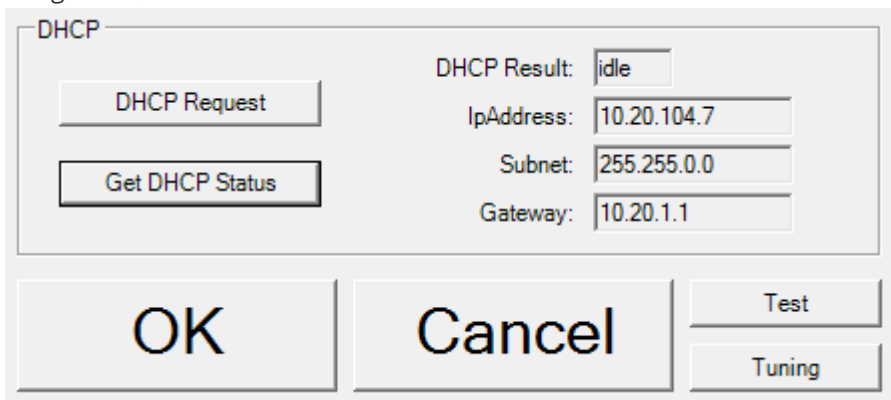 DHCP
DHCP Request
DHCP Result: idle
IpAddress: 10.20.104.7
Get DHCP Status
Subnet: 255.255.0.0
Gateway: 10.20.1.1
OK
Cancel
Test
Tuning